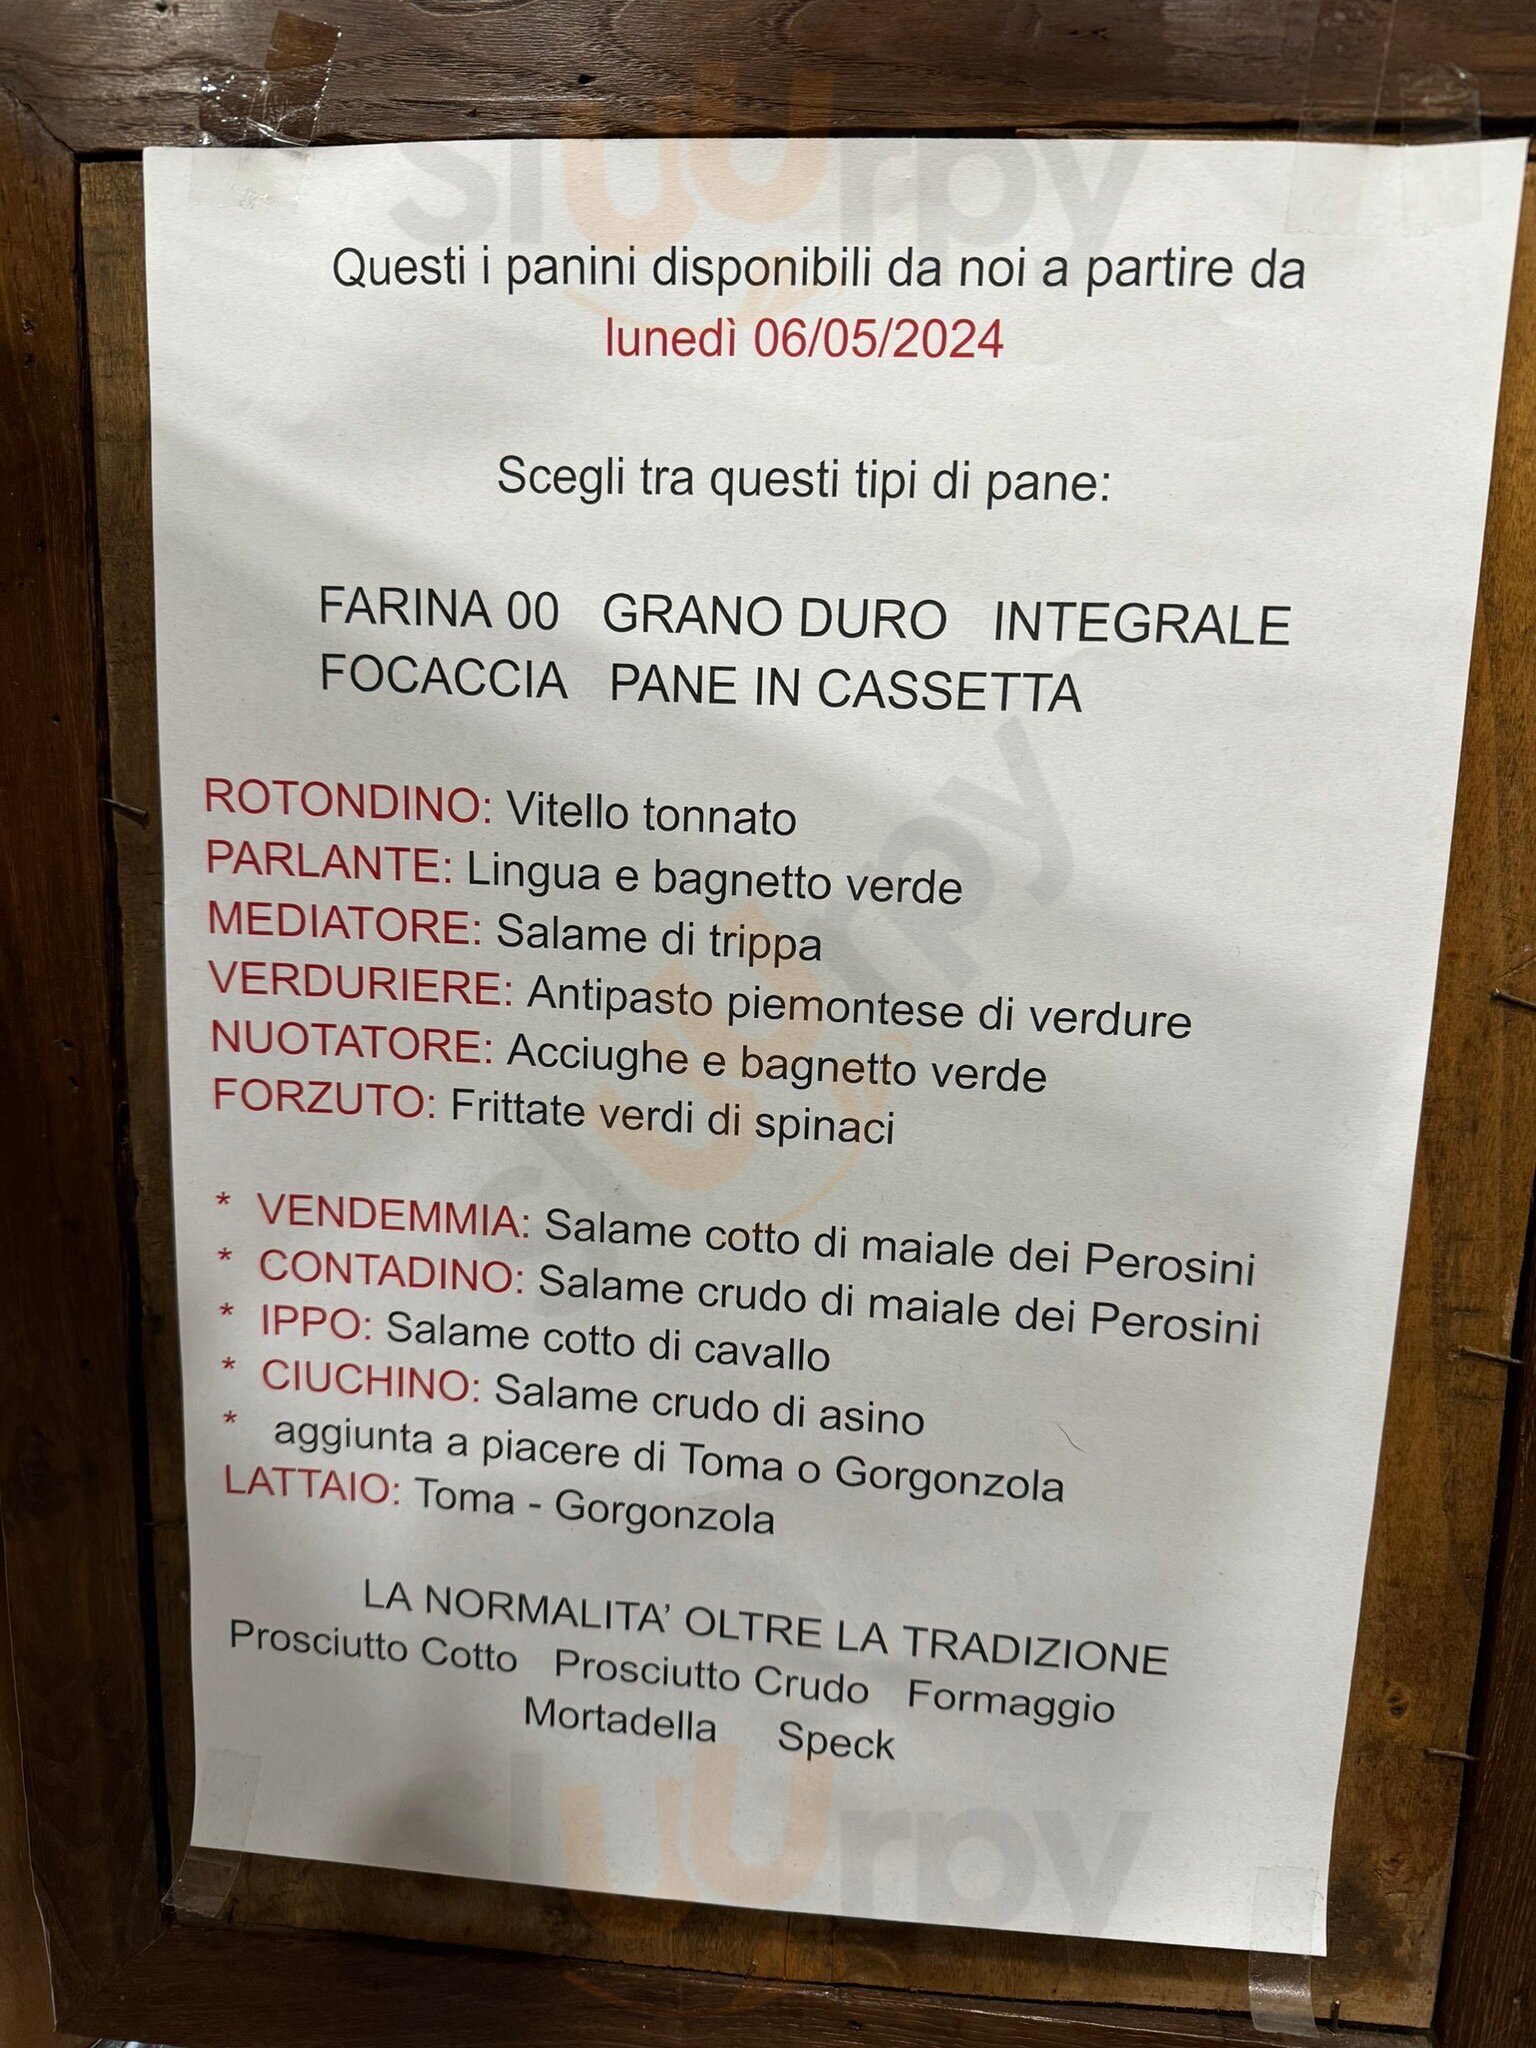 sluurpy
Questi i panini disponibili da noi a partire da
lunedì 06/05/2024
Scegli tra questi tipi di pane:
FARINA 00 GRANO DURO INTEGRALE
FOCACCIA PANE IN CASSETTA
ROTONDINO: Vitello tonnato
PARLANTE: Lingua e bagnetto verde
MEDIATORE: Salame di trippa
VERDURIERE: Antipasto piemontese di verdure
NUOTATORE: Acciughe e bagnetto verde
FORZUTO: Frittate verdi di spinaci
sluurpy
* VENDEMMIA: Salame cotto di maiale dei Perosini
* CONTADINO: Salame crudo di maiale dei Perosini
* IPPO: Salame cotto di cavallo
* CIUCHINO: Salame crudo di asino
* aggiunta a piacere di Toma o Gorgonzola
LATTAIO: Toma - Gorgonzola
LA NORMALITA' OLTRE LA TRADIZIONE
Prosciutto Cotto Prosciutto Crudo Formaggio
Mortadella Speck
sluurpy